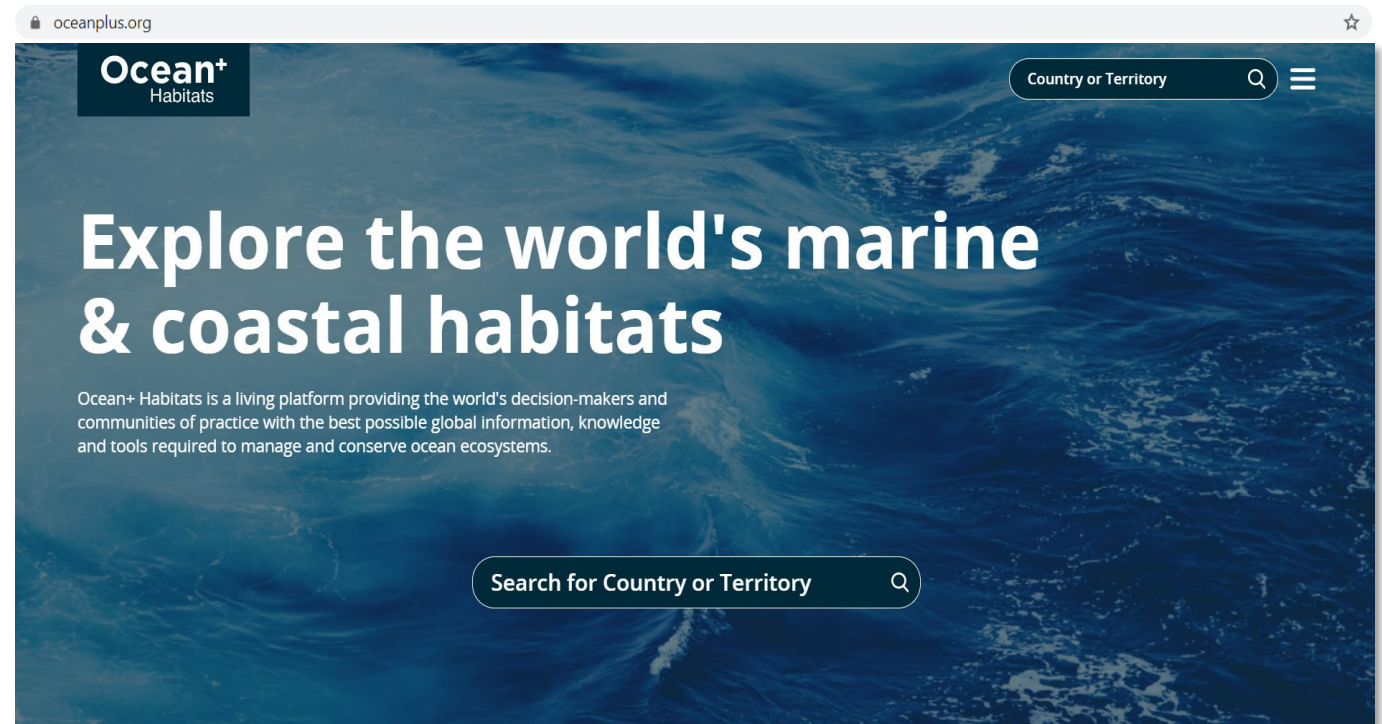 oceanplus.org
Ocean+
Habitats
Country or Territory
Explore the world's marine
& coastal habitats
Ocean+ Habitats is a living platform providing the world's decision-makers and
communities of practice with the best possible global information, knowledge
and tools required to manage and conserve ocean ecosystems.
Search for Country or Territory